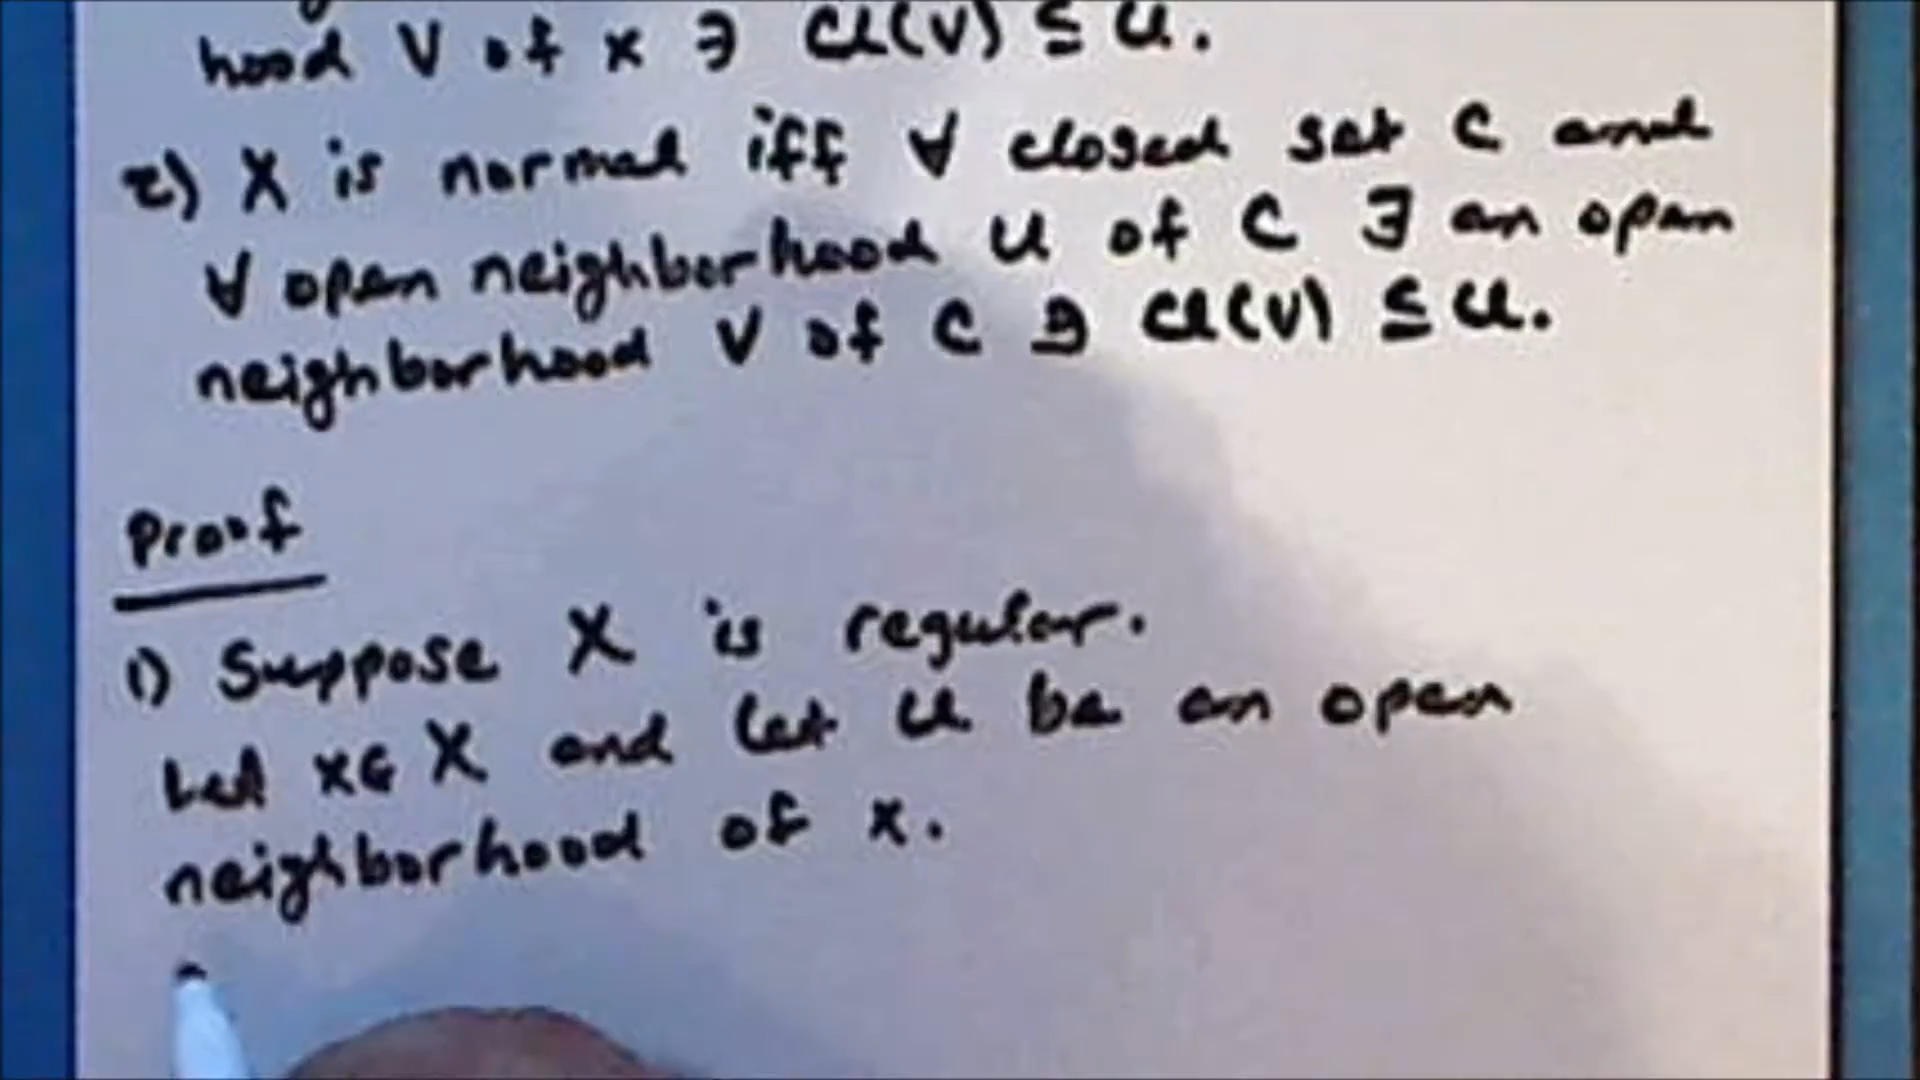 hood V of x ∋ Cl(V) ⊆ U.
2) X is normal iff ∀ closed set C and
∀ open neighborhood U of C ∃ an open
neighborhood V of C ∋ Cl(V) ⊆ U.
Proof
1) Suppose X is regular.
Let x∈X and let U be an open
neighborhood of x.